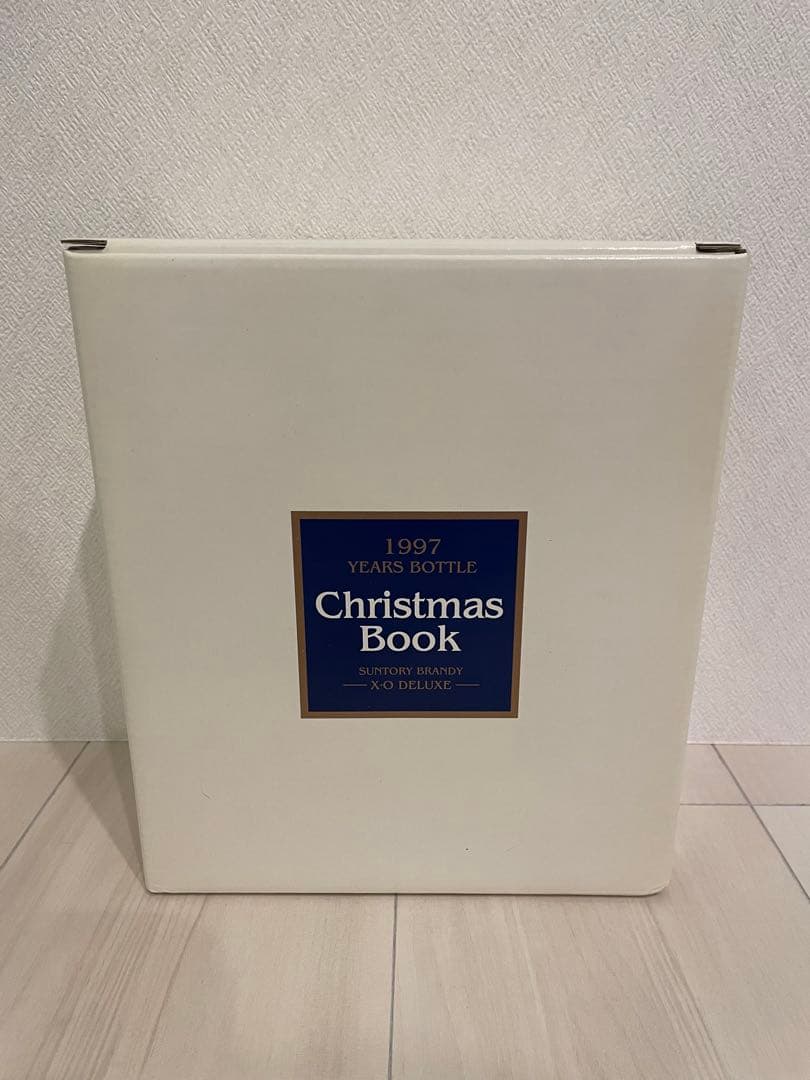 1997
YEARS BOTTLE
Christmas
Book
SUNTORY BRANDY
X·O DELUXE